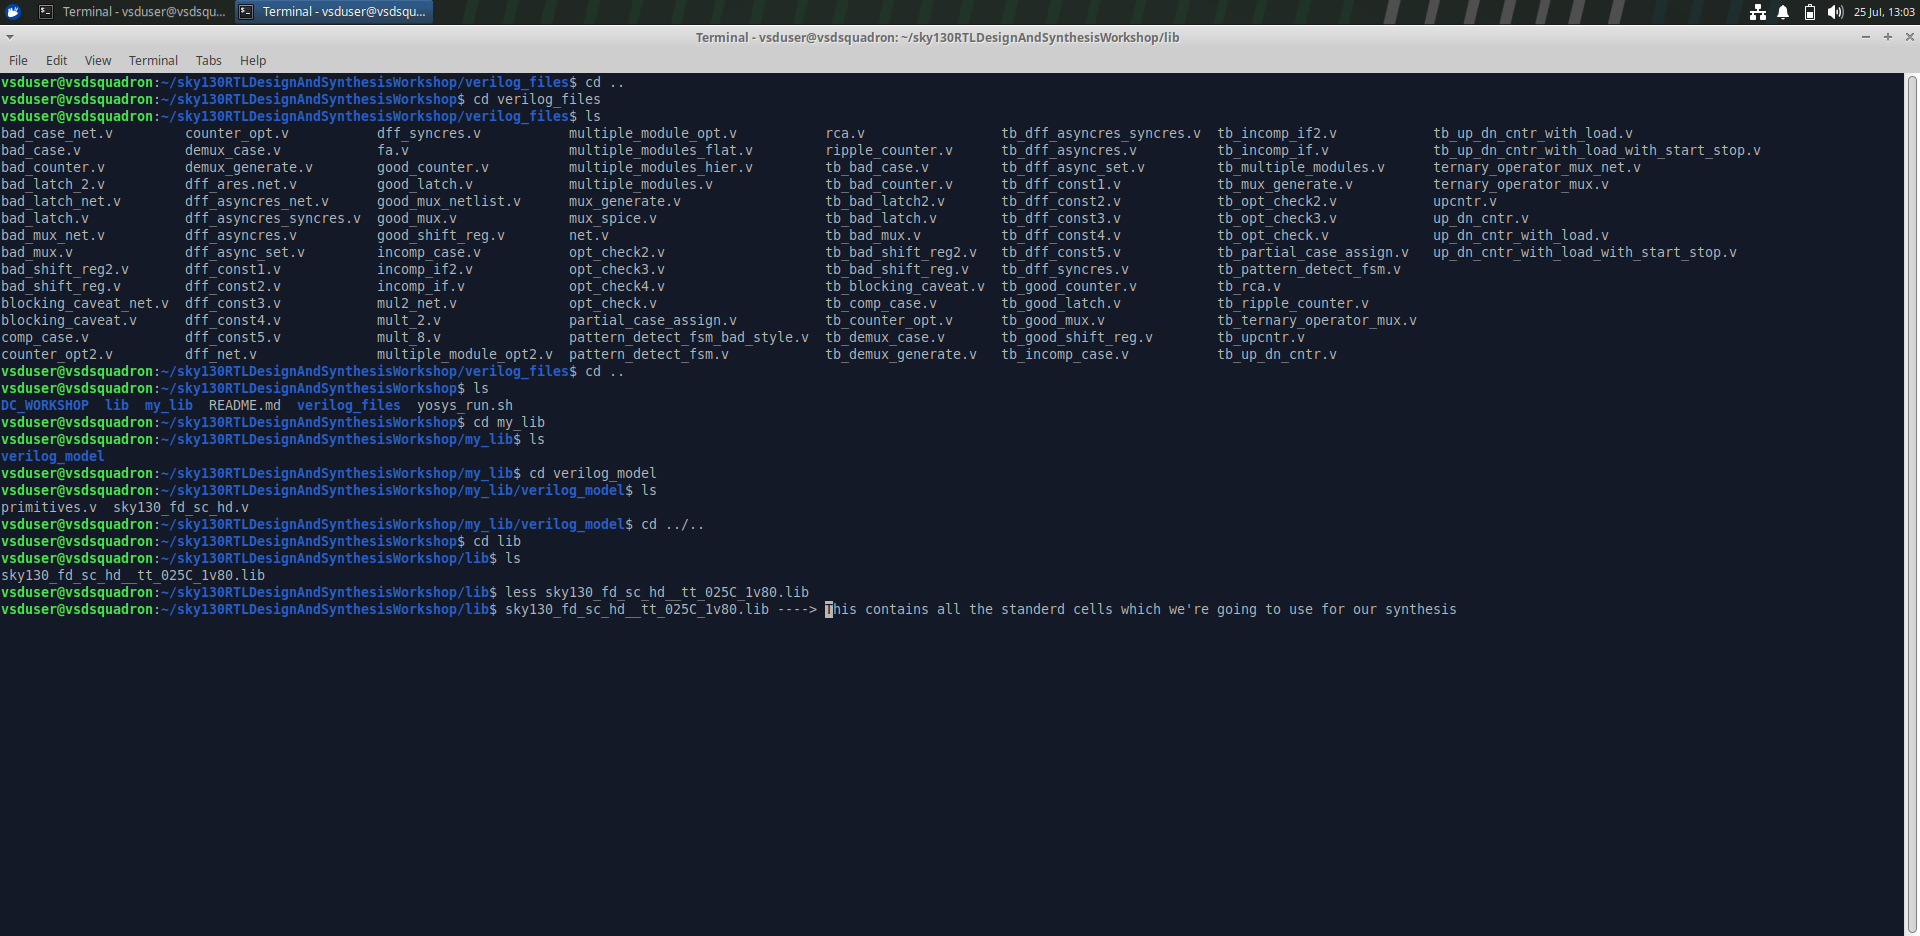 Terminal - vsduser@vsdsqu... Terminal - vsduser@vsdsqu... 25 Jul, 13:03
Terminal - vsduser@vsdsquadron: ~/sky130RTLDesignAndSynthesisWorkshop/lib
File Edit View Terminal Tabs Help
vsduser@vsdsquadron:~/sky130RTLDesignAndSynthesisWorkshop/verilog_files$ cd ..
vsduser@vsdsquadron:~/sky130RTLDesignAndSynthesisWorkshop$ cd verilog_files
vsduser@vsdsquadron:~/sky130RTLDesignAndSynthesisWorkshop/verilog_files$ ls
bad_case_net.v counter_opt.v dff_syncres.v multiple_module_opt.v rca.v tb_dff_asyncres_syncres.v tb_incomp_if2.v tb_up_dn_cntr_with_load.v
bad_case.v demux_case.v fa.v multiple_modules_flat.v ripple_counter.v tb_dff_asyncres.v tb_incomp_if.v tb_up_dn_cntr_with_load_with_start_stop.v
bad_counter.v demux_generate.v good_counter.v multiple_modules_hier.v tb_bad_case.v tb_dff_async_set.v tb_multiple_modules.v ternary_operator_mux_net.v
bad_latch_2.v dff_ares.net.v good_latch.v multiple_modules.v tb_bad_counter.v tb_dff_const1.v tb_mux_generate.v ternary_operator_mux.v
bad_latch_net.v dff_asyncres_net.v good_mux_netlist.v mux_generate.v tb_bad_latch2.v tb_dff_const2.v tb_opt_check2.v upcntr.v
bad_latch.v dff_asyncres_syncres.v good_mux.v mux_spice.v tb_bad_latch.v tb_dff_const3.v tb_opt_check3.v up_dn_cntr.v
bad_mux_net.v dff_asyncres.v good_shift_reg.v net.v tb_bad_mux.v tb_dff_const4.v tb_opt_check.v up_dn_cntr_with_load.v
bad_mux.v dff_async_set.v incomp_case.v opt_check2.v tb_bad_shift_reg2.v tb_dff_const5.v tb_partial_case_assign.v up_dn_cntr_with_load_with_start_stop.v
bad_shift_reg2.v dff_const1.v incomp_if2.v opt_check3.v tb_bad_shift_reg.v tb_dff_syncres.v tb_pattern_detect_fsm.v
bad_shift_reg.v dff_const2.v incomp_if.v opt_check4.v tb_blocking_caveat.v tb_good_counter.v tb_rca.v
blocking_caveat_net.v dff_const3.v mul2_net.v opt_check.v tb_comp_case.v tb_good_latch.v tb_ripple_counter.v
blocking_caveat.v dff_const4.v mult_2.v partial_case_assign.v tb_counter_opt.v tb_good_mux.v tb_ternary_operator_mux.v
comp_case.v dff_const5.v mult_8.v pattern_detect_fsm_bad_style.v tb_demux_case.v tb_good_shift_reg.v tb_upcntr.v
counter_opt2.v dff_net.v multiple_module_opt2.v pattern_detect_fsm.v tb_demux_generate.v tb_incomp_case.v tb_up_dn_cntr.v
vsduser@vsdsquadron:~/sky130RTLDesignAndSynthesisWorkshop/verilog_files$ cd ..
vsduser@vsdsquadron:~/sky130RTLDesignAndSynthesisWorkshop$ ls
DC_WORKSHOP lib my_lib README.md verilog_files yosys_run.sh
vsduser@vsdsquadron:~/sky130RTLDesignAndSynthesisWorkshop$ cd my_lib
vsduser@vsdsquadron:~/sky130RTLDesignAndSynthesisWorkshop/my_lib$ ls
verilog_model
vsduser@vsdsquadron:~/sky130RTLDesignAndSynthesisWorkshop/my_lib$ cd verilog_model
vsduser@vsdsquadron:~/sky130RTLDesignAndSynthesisWorkshop/my_lib/verilog_model$ ls
primitives.v sky130_fd_sc_hd.v
vsduser@vsdsquadron:~/sky130RTLDesignAndSynthesisWorkshop/my_lib/verilog_model$ cd ../..
vsduser@vsdsquadron:~/sky130RTLDesignAndSynthesisWorkshop$ cd lib
vsduser@vsdsquadron:~/sky130RTLDesignAndSynthesisWorkshop/lib$ ls
sky130_fd_sc_hd__tt_025C_1v80.lib
vsduser@vsdsquadron:~/sky130RTLDesignAndSynthesisWorkshop/lib$ less sky130_fd_sc_hd__tt_025C_1v80.lib
vsduser@vsdsquadron:~/sky130RTLDesignAndSynthesisWorkshop/lib$ sky130_fd_sc_hd__tt_025C_1v80.lib ----> This contains all the standerd cells which we're going to use for our synthesis